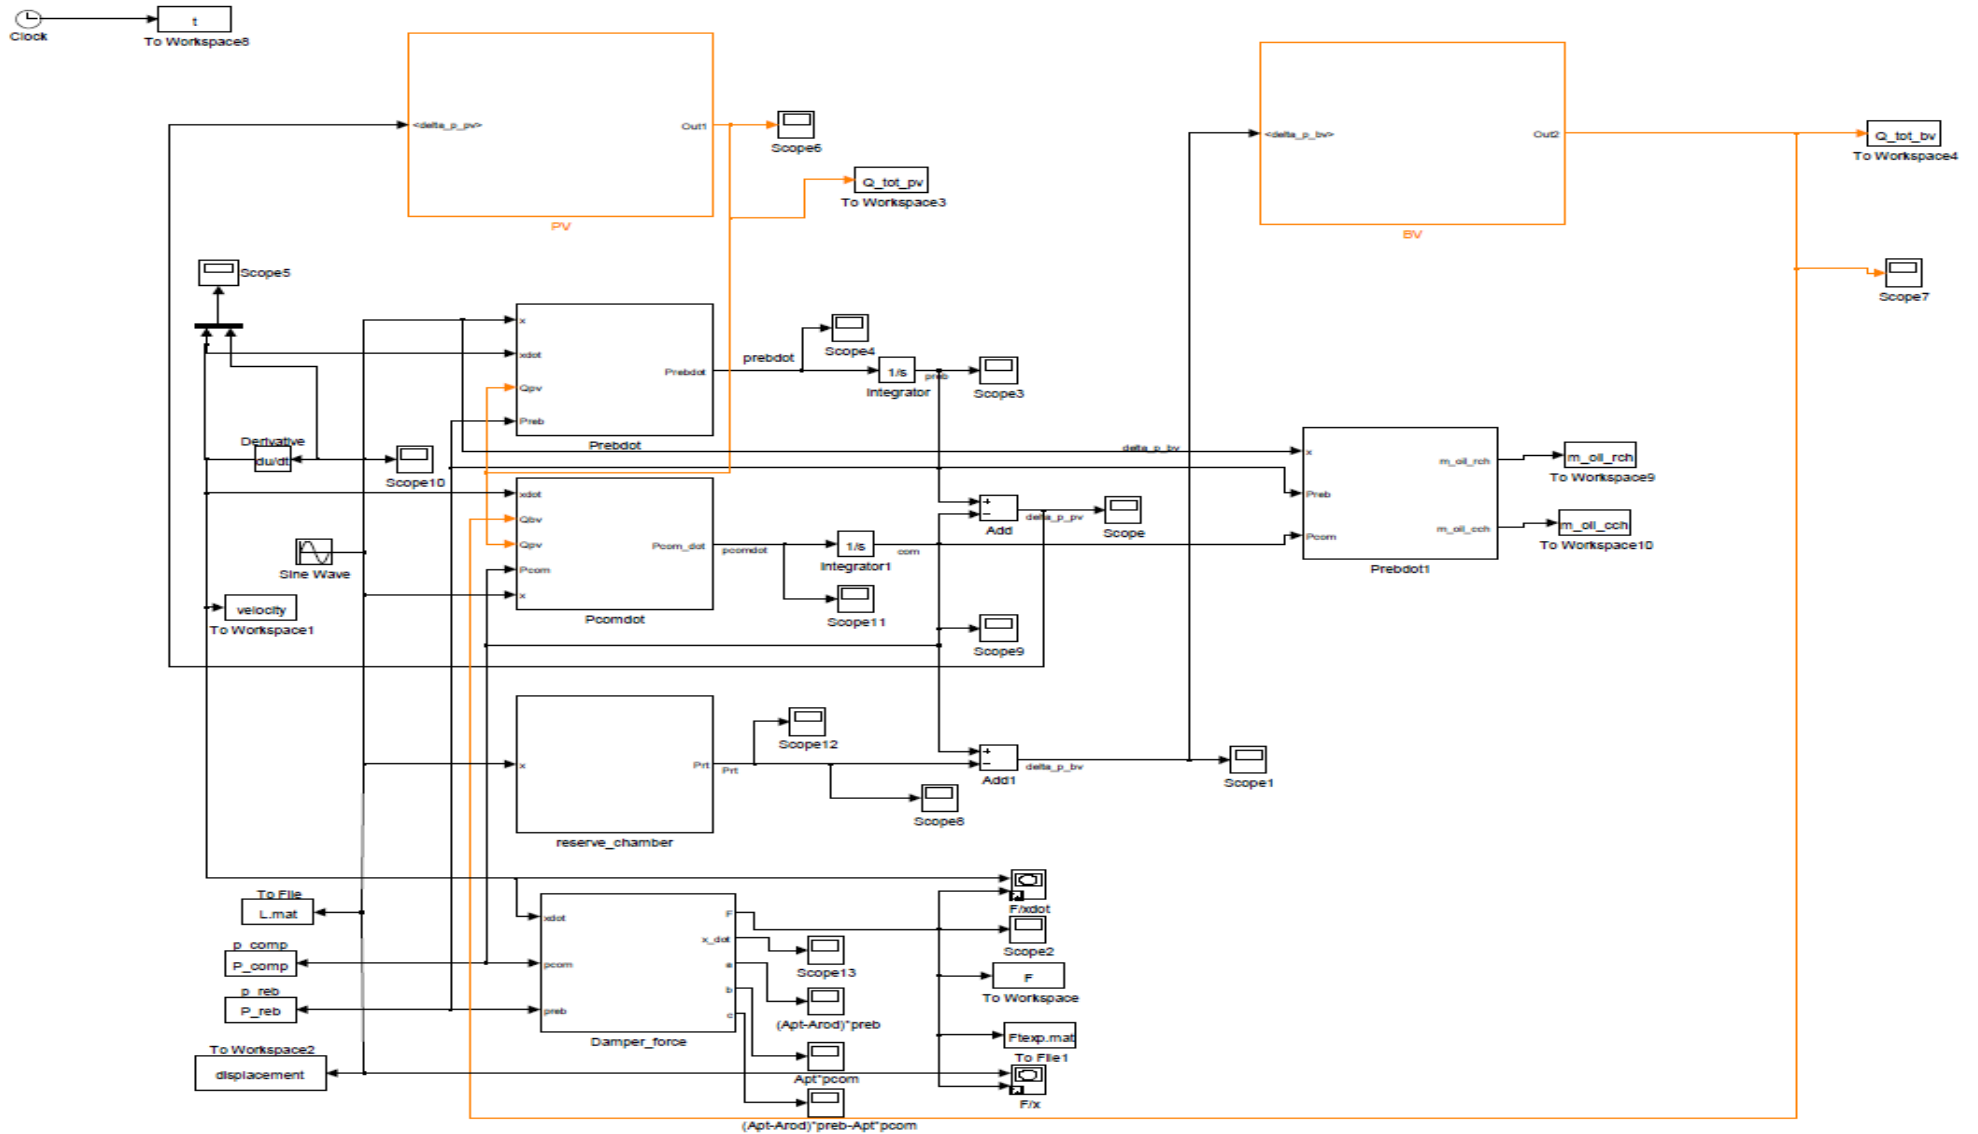 Clock
t
To Workspace8
<delta_p_pv>
Out1
PV
Scope6
Q_tot_pv
To Workspace3
<delta_p_bv>
Out2
BV
Q_tot_bv
To Workspace4
Scope7
Scope5
x
xdot
Qpv
Preb
Prebdot
Prebdot
prebdot
Scope4
1/s
Integrator
preb
Scope3
Derivative
du/dt
Scope10
delta_p_bv
x
Preb
Pcom
m_oil_rch
m_oil_cch
Prebdot1
m_oil_rch
To Workspace9
m_oil_cch
To Workspace10
xdot
Qbv
Qpv
Pcom
x
Pcom_dot
Pcomdot
pcomdot
1/s
Integrator1
com
Scope11
+
−
Add
delta_p_pv
Scope
Scope9
Sine Wave
velocity
To Workspace1
x
Prt
reserve_chamber
Prt
Scope12
Scope8
+
−
Add1
delta_p_bv
Scope1
To File
L.mat
p_comp
P_comp
p_reb
P_reb
To Workspace2
displacement
xdot
pcom
preb
F
x_dot
a
b
c
Damper_force
Scope13
(Apt-Arod)*preb
Apt*pcom
(Apt-Arod)*preb-Apt*pcom
F/xdot
Scope2
F
To Workspace
Ftexp.mat
To File1
F/x